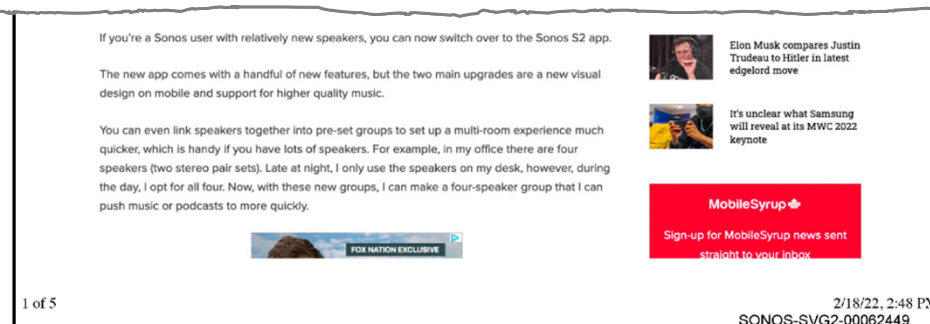 If you're a Sonos user with relatively new speakers, you can now switch over to the Sonos S2 app.
The new app comes with a handful of new features, but the two main upgrades are a new visual
design on mobile and support for higher quality music.
You can even link speakers together into pre-set groups to set up a multi-room experience much
quicker, which is handy if you have lots of speakers. For example, in my office there are four
speakers (two stereo pair sets). Late at night, I only use the speakers on my desk, however, during
the day, I opt for all four. Now, with these new groups, I can make a four-speaker group that I can
push music or podcasts to more quickly.
FOX NATION EXCLUSIVE
Elon Musk compares Justin
Trudeau to Hitler in latest
edgelord move
It's unclear what Samsung
will reveal at its MWC 2022
keynote
MobileSyrup
Sign-up for MobileSyrup news sent
straight to your inbox
1 of 5
2/18/22, 2:48 PM
SONOS-SVG2-00062449